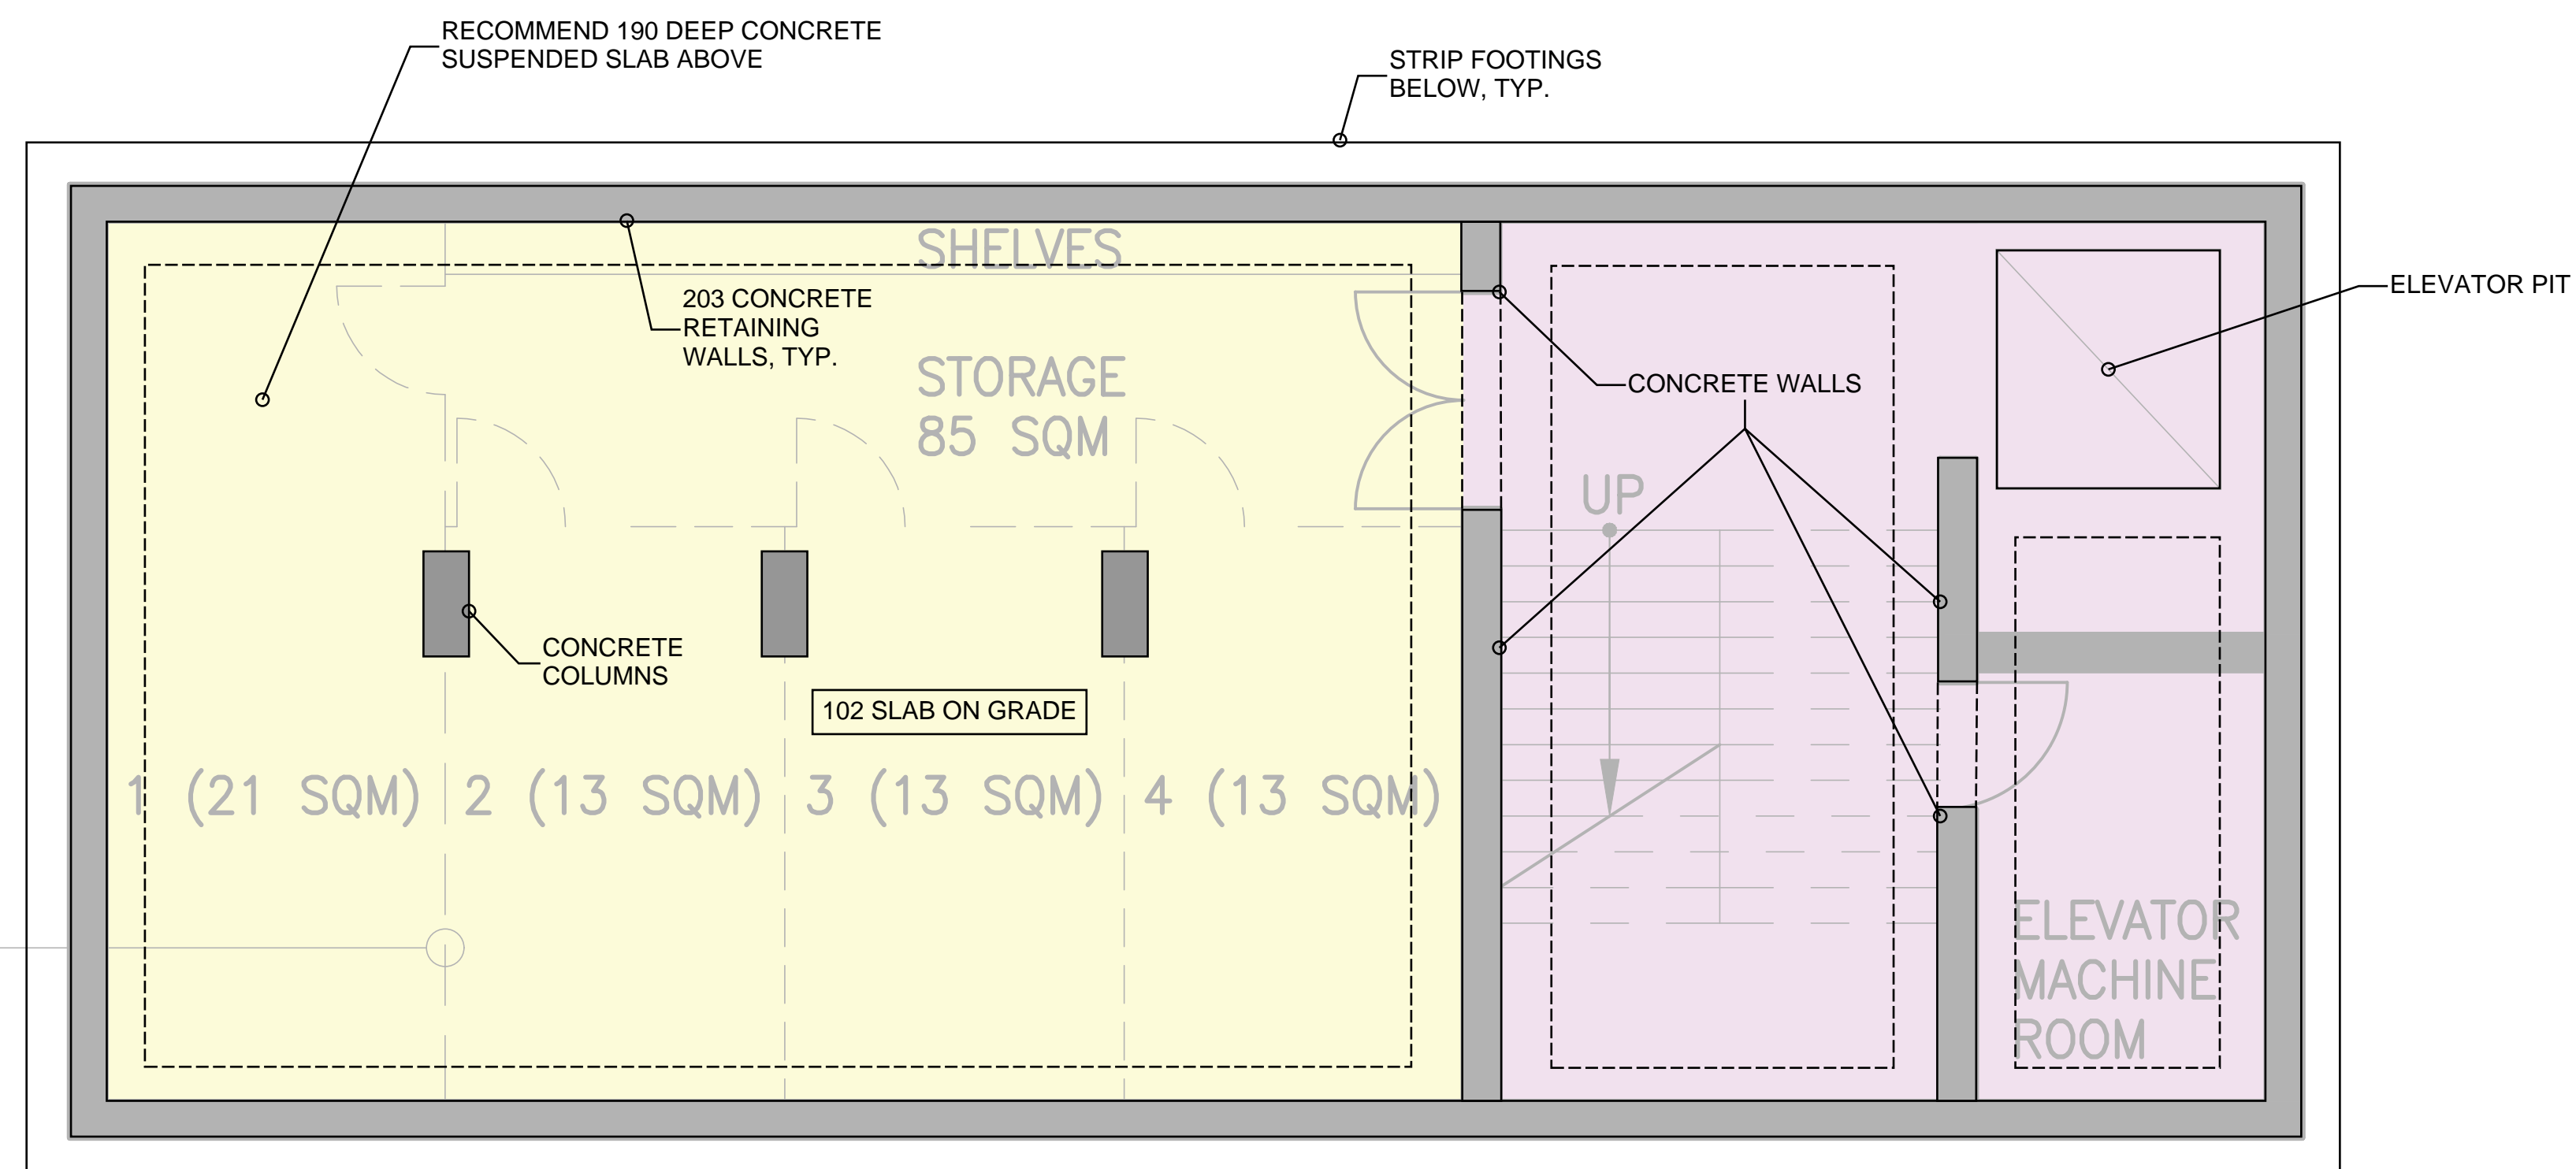 RECOMMEND 190 DEEP CONCRETE
SUSPENDED SLAB ABOVE
STRIP FOOTINGS
BELOW, TYP.
SHELVES
203 CONCRETE
RETAINING
WALLS, TYP.
ELEVATOR PIT
STORAGE
85 SQM
CONCRETE WALLS
UP
CONCRETE
COLUMNS
102 SLAB ON GRADE
1 (21 SQM) 2 (13 SQM) 3 (13 SQM) 4 (13 SQM)
ELEVATOR
MACHINE
ROOM